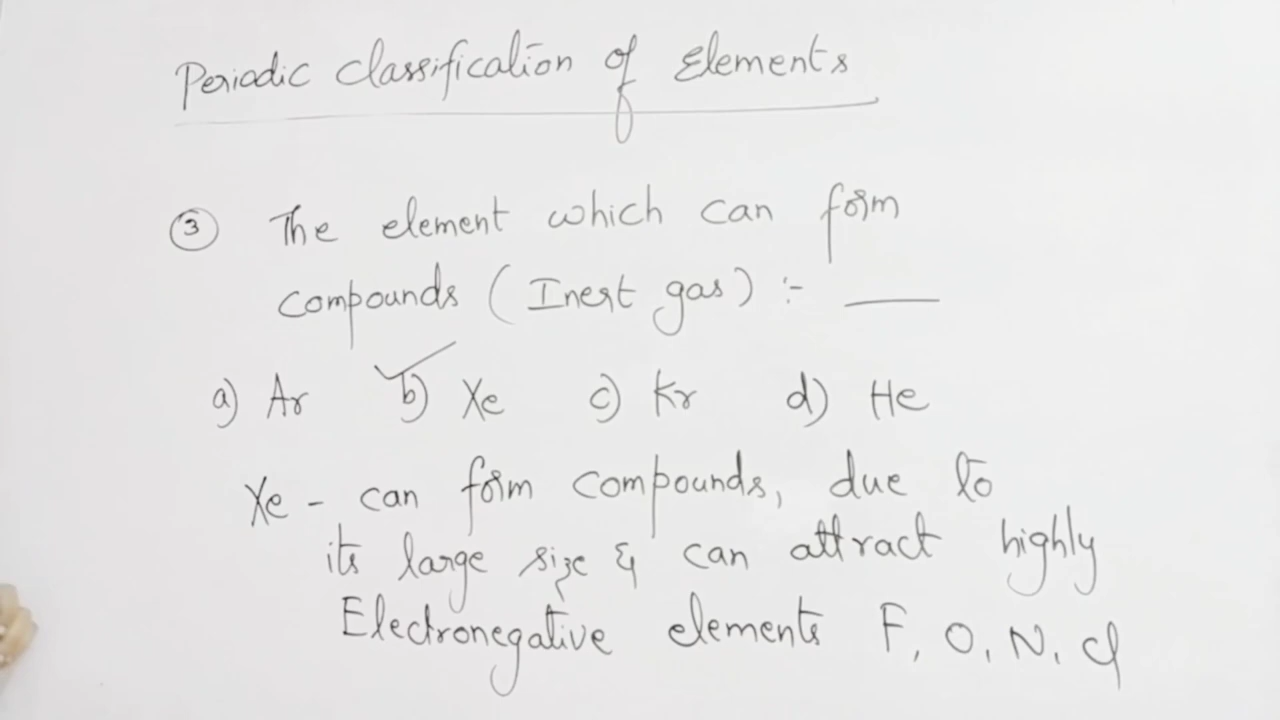 Periodic Classification of Elements
③ The element which can form
compounds (Inert gas) :- ___
a) Ar b) Xe c) Kr d) He
Xe - can form compounds, due to
its large size & can attract highly
Electronegative elements F, O, N, Cl